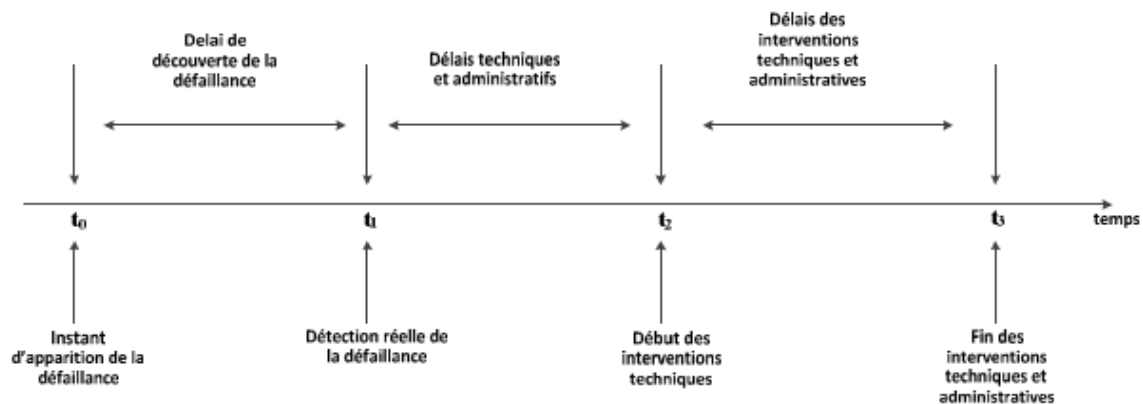 Delai de
découverte de la
défaillance
Délais techniques
et administratifs
Délais des
interventions
techniques et
administratives
t₀
t₁
t₂
t₃
temps
Instant
d'apparition de la
défaillance
Détection réelle de
la défaillance
Début des
interventions
techniques
Fin des
interventions
techniques et
administratives